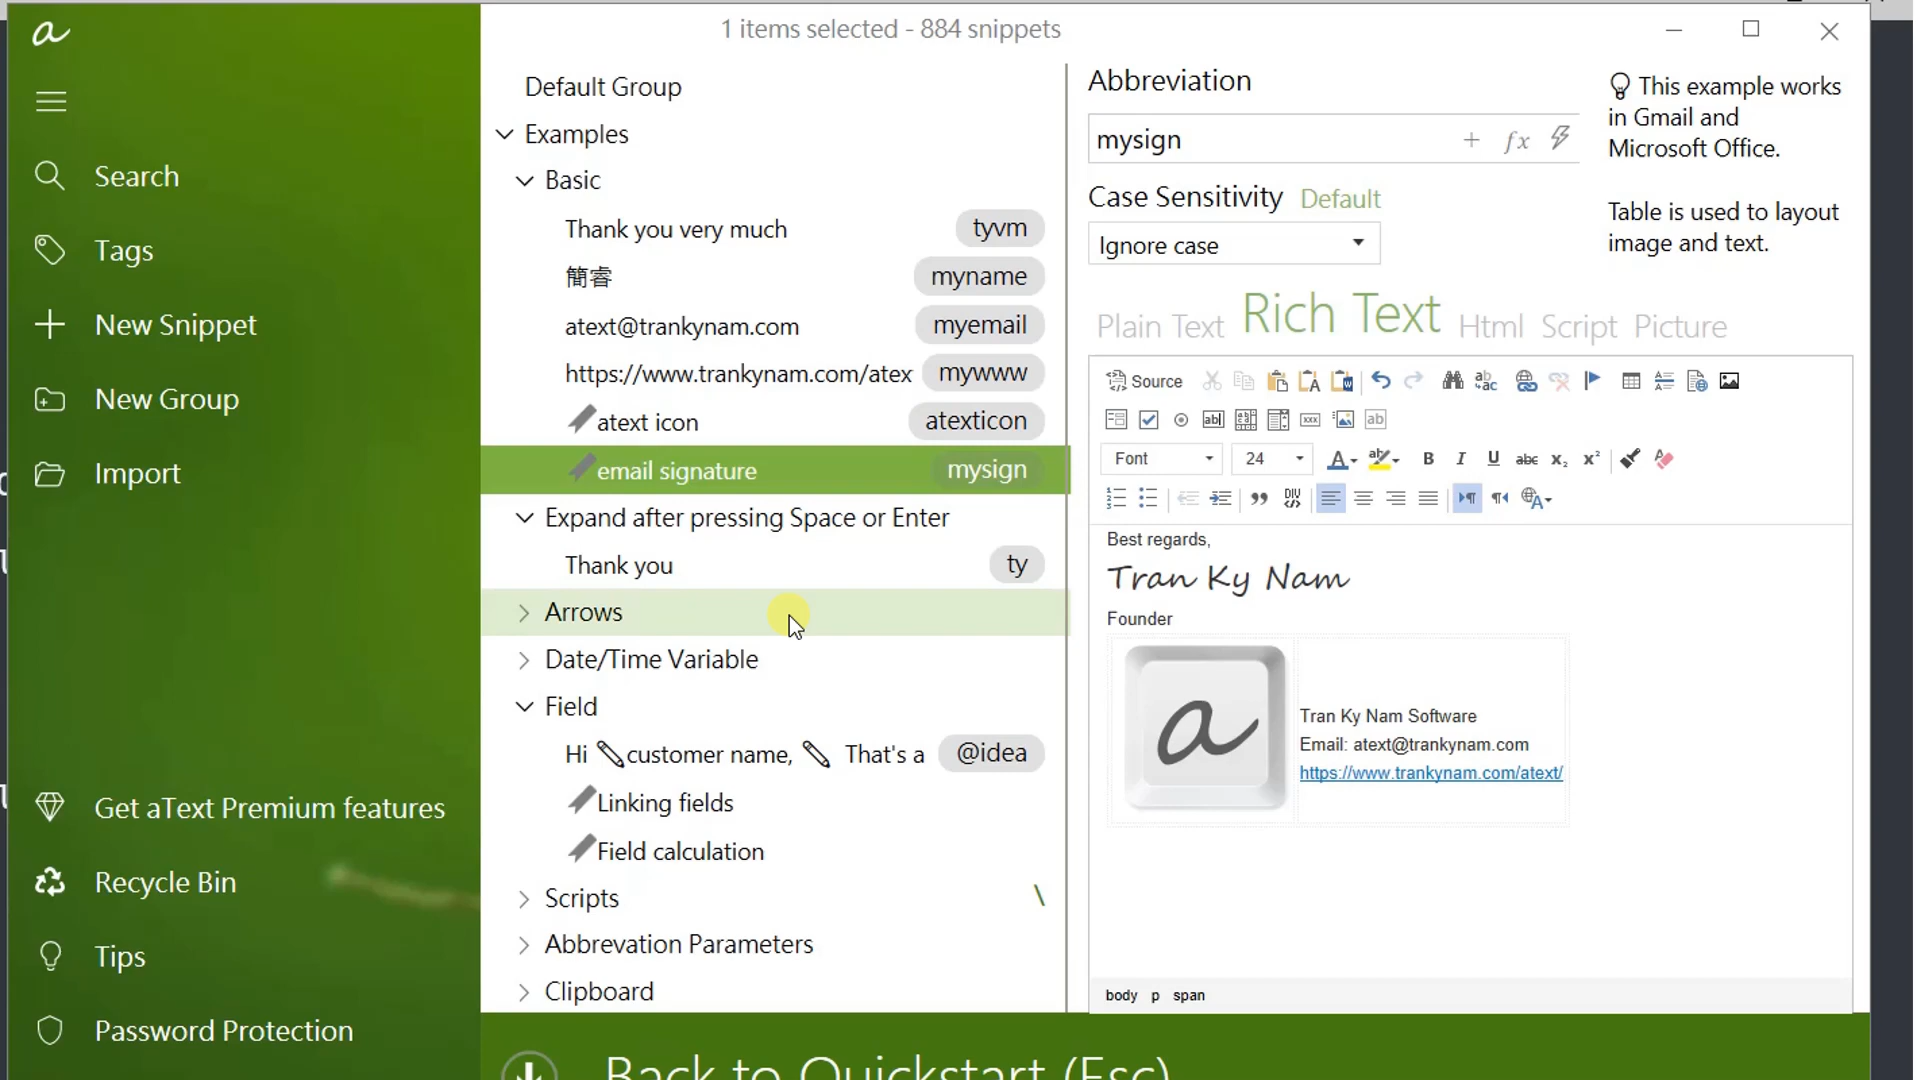 a
1 items selected - 884 snippets
Search
Tags
New Snippet
New Group
Import
Get aText Premium features
Recycle Bin
Tips
Password Protection
Default Group
Examples
Basic
Thank you very much tyvm
簡睿 myname
atext@trankynam.com myemail
https://www.trankynam.com/atex mywww
atext icon atexticon
email signature mysign
Expand after pressing Space or Enter
Thank you ty
Arrows
Date/Time Variable
Field
Hi customer name, That's a @idea
Linking fields
Field calculation
Scripts \
Abbrevation Parameters
Clipboard
Abbreviation
mysign + fx
Case Sensitivity Default
Ignore case
This example works
in Gmail and
Microsoft Office.
Table is used to layout
image and text.
Plain Text Rich Text Html Script Picture
Source
Font 24 A B I U abc x₂ x²
Best regards,
Tran Ky Nam
Founder
a
Tran Ky Nam Software
Email: atext@trankynam.com
https://www.trankynam.com/atext/
body p span
Back to Quickstart (Esc)